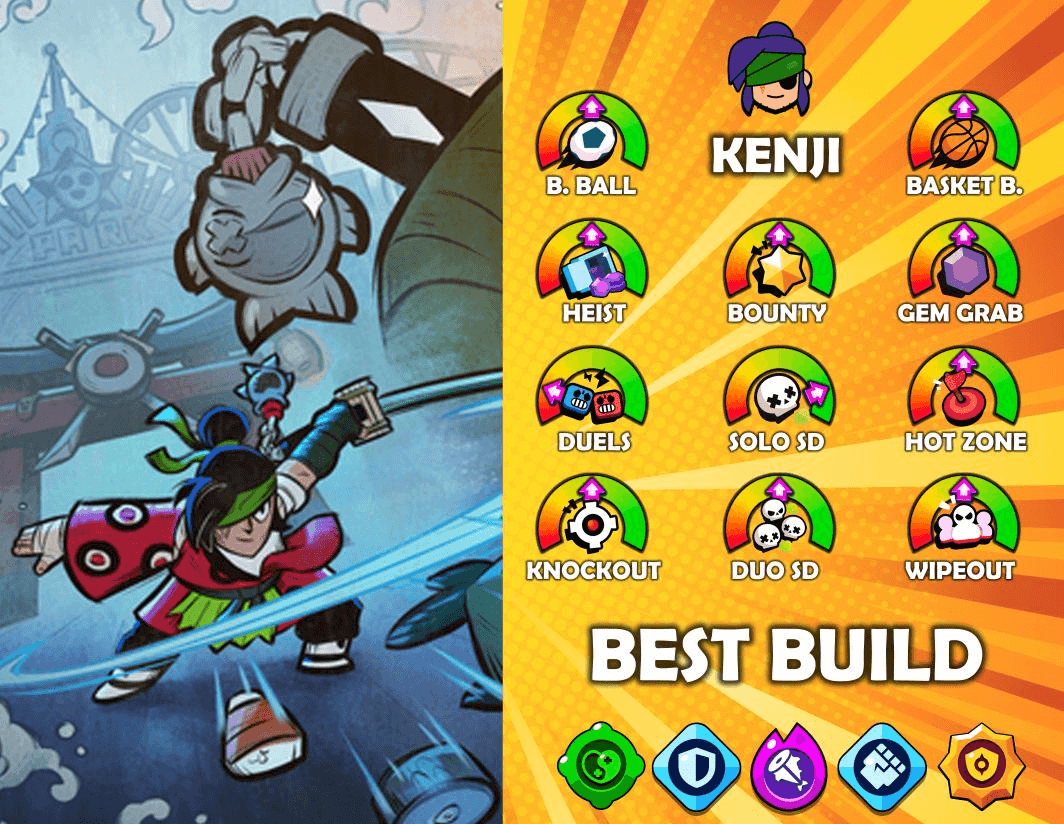 PARK
KENJI
B. BALL
BASKET B.
HEIST
BOUNTY
GEM GRAB
DUELS
SOLO SD
HOT ZONE
KNOCKOUT
DUO SD
WIPEOUT
BEST BUILD